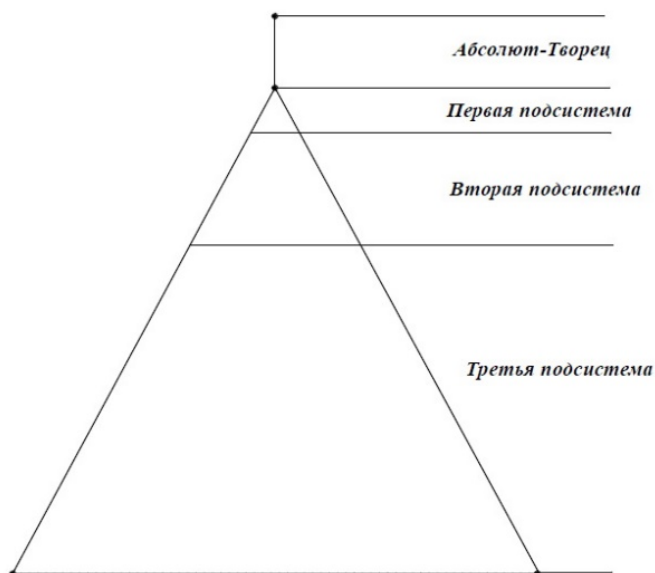 Абсолют-Творец
Первая подсистема
Вторая подсистема
Третья подсистема